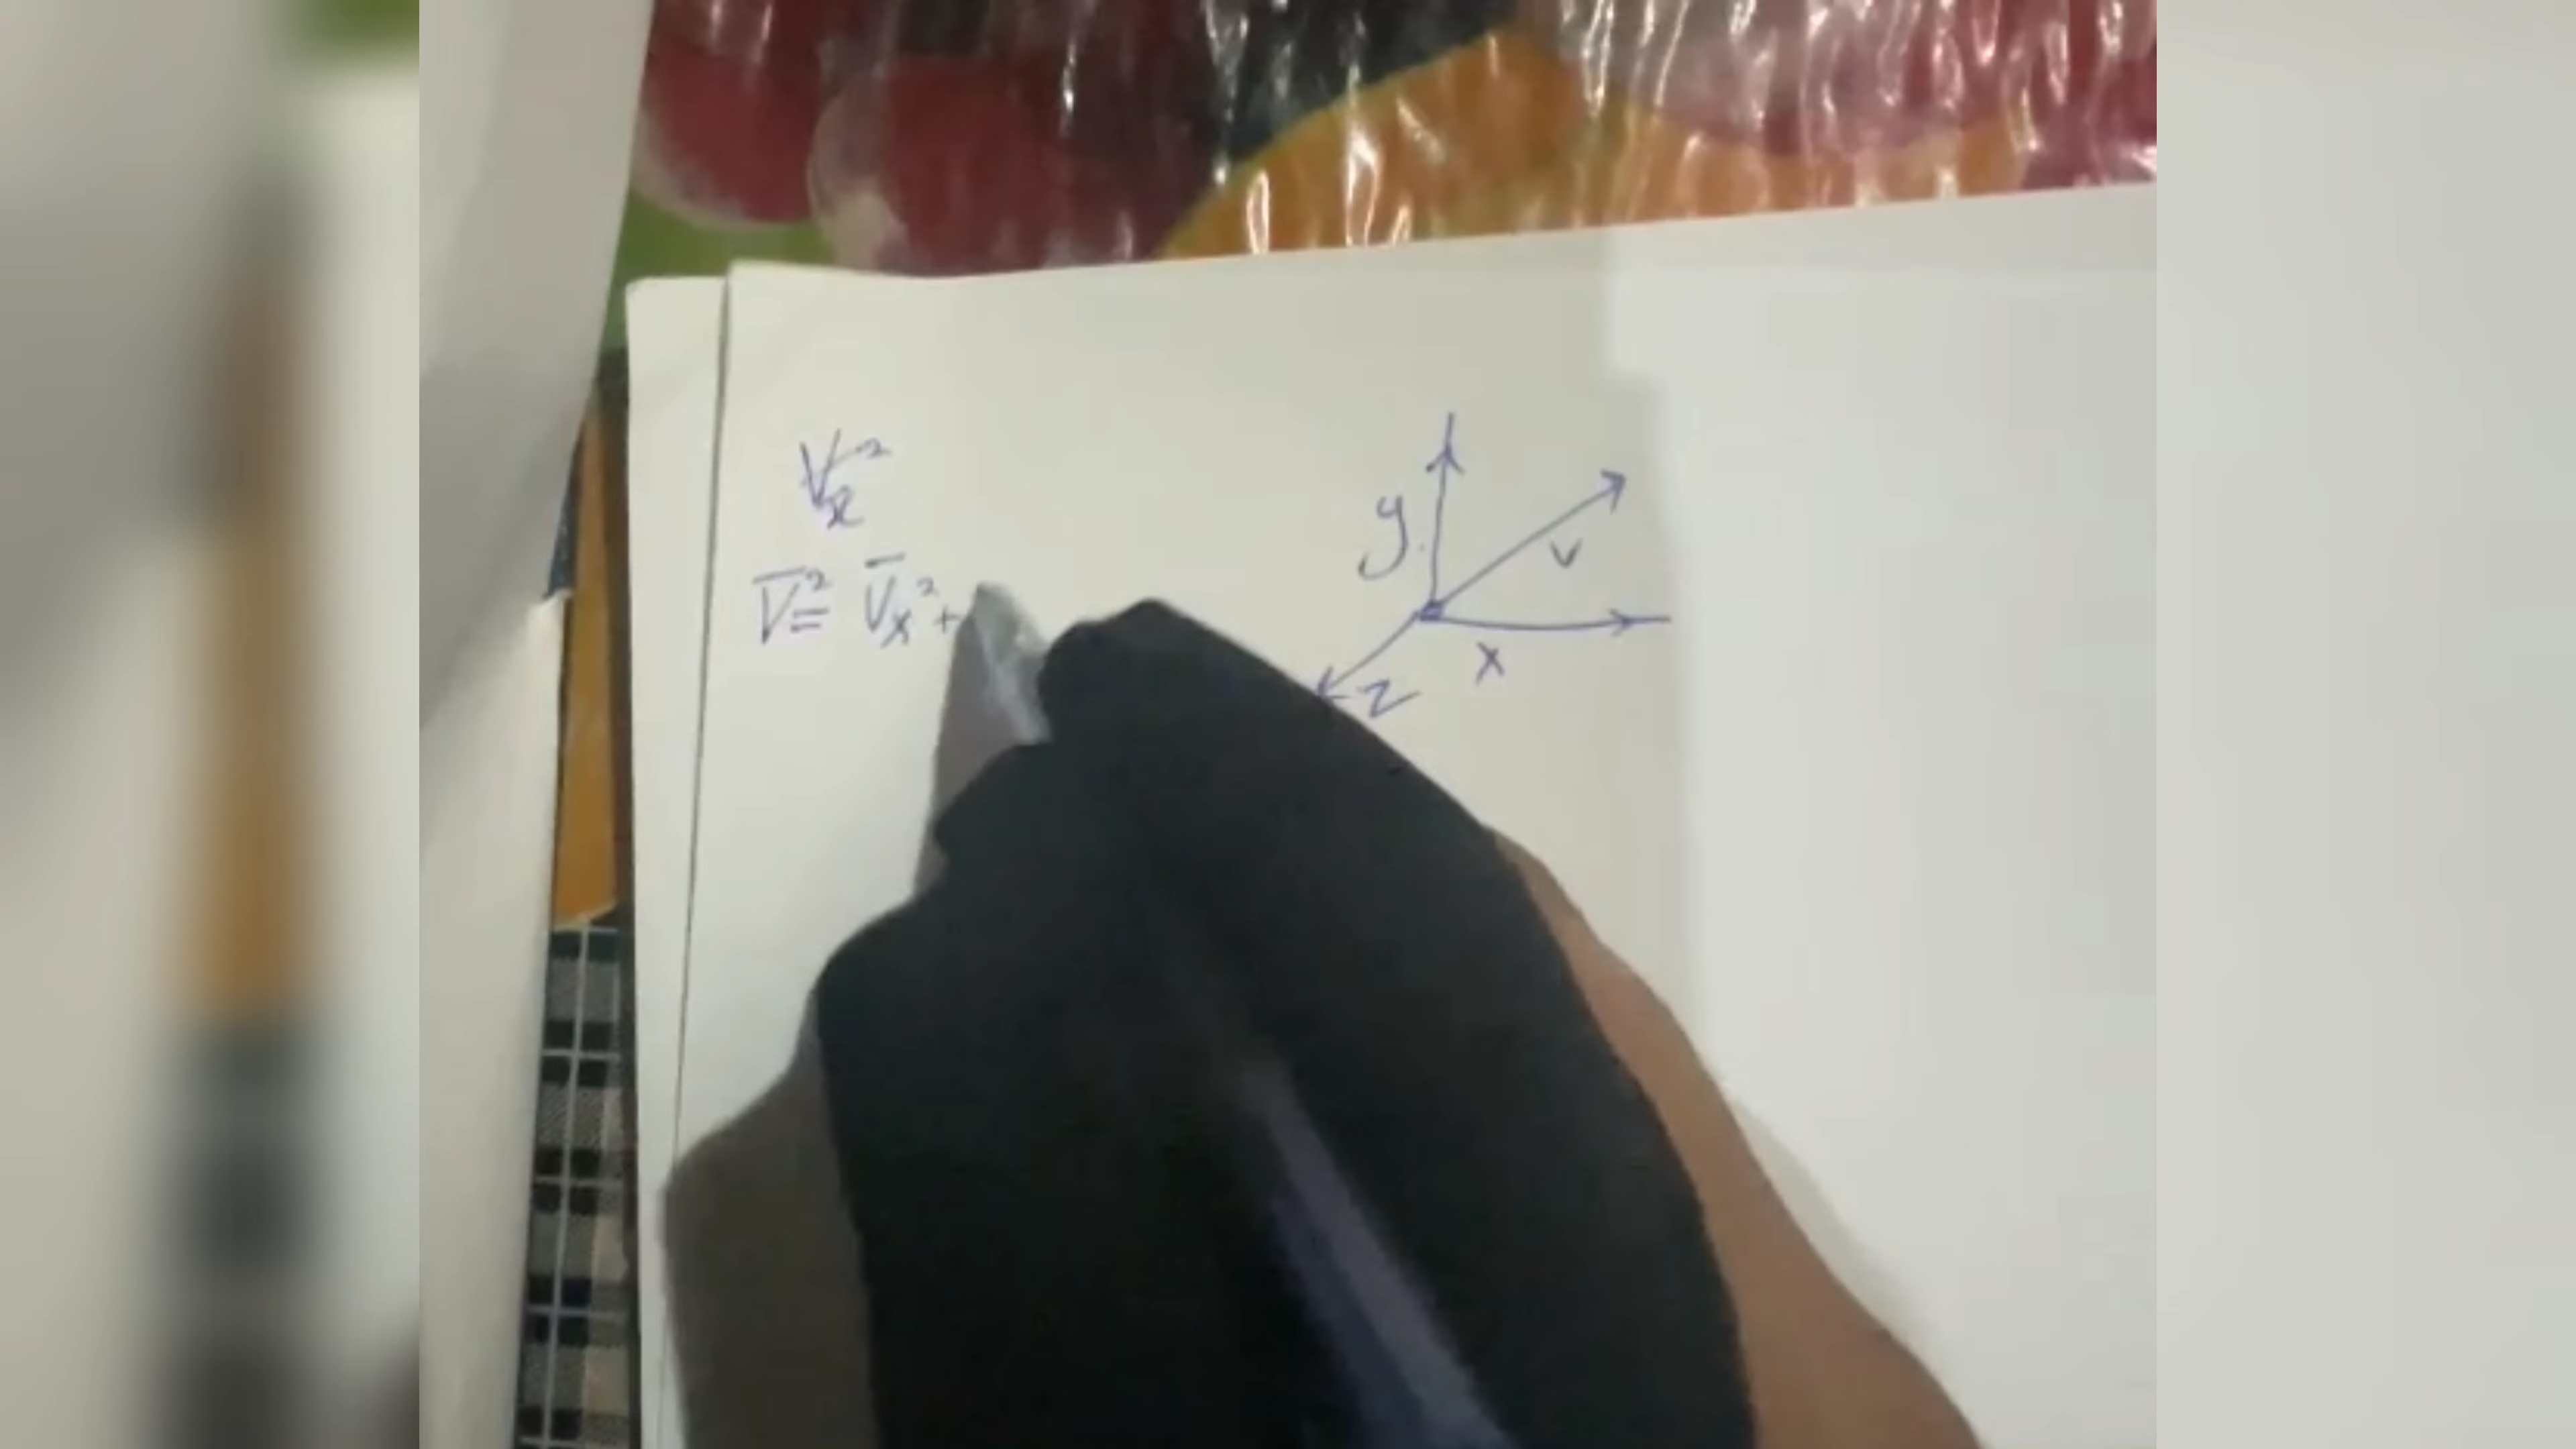 Vx²
V̄² = V̄x² +
y
v
x
z